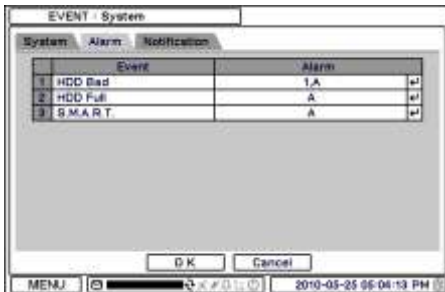 EVENT : System
System Alarm Notification
Event Alarm
1 HDD Bad 1,A
2 HDD Full A
3 S.M.A.R.T. A
OK Cancel
MENU 2010-05-25 05:04:13 PM